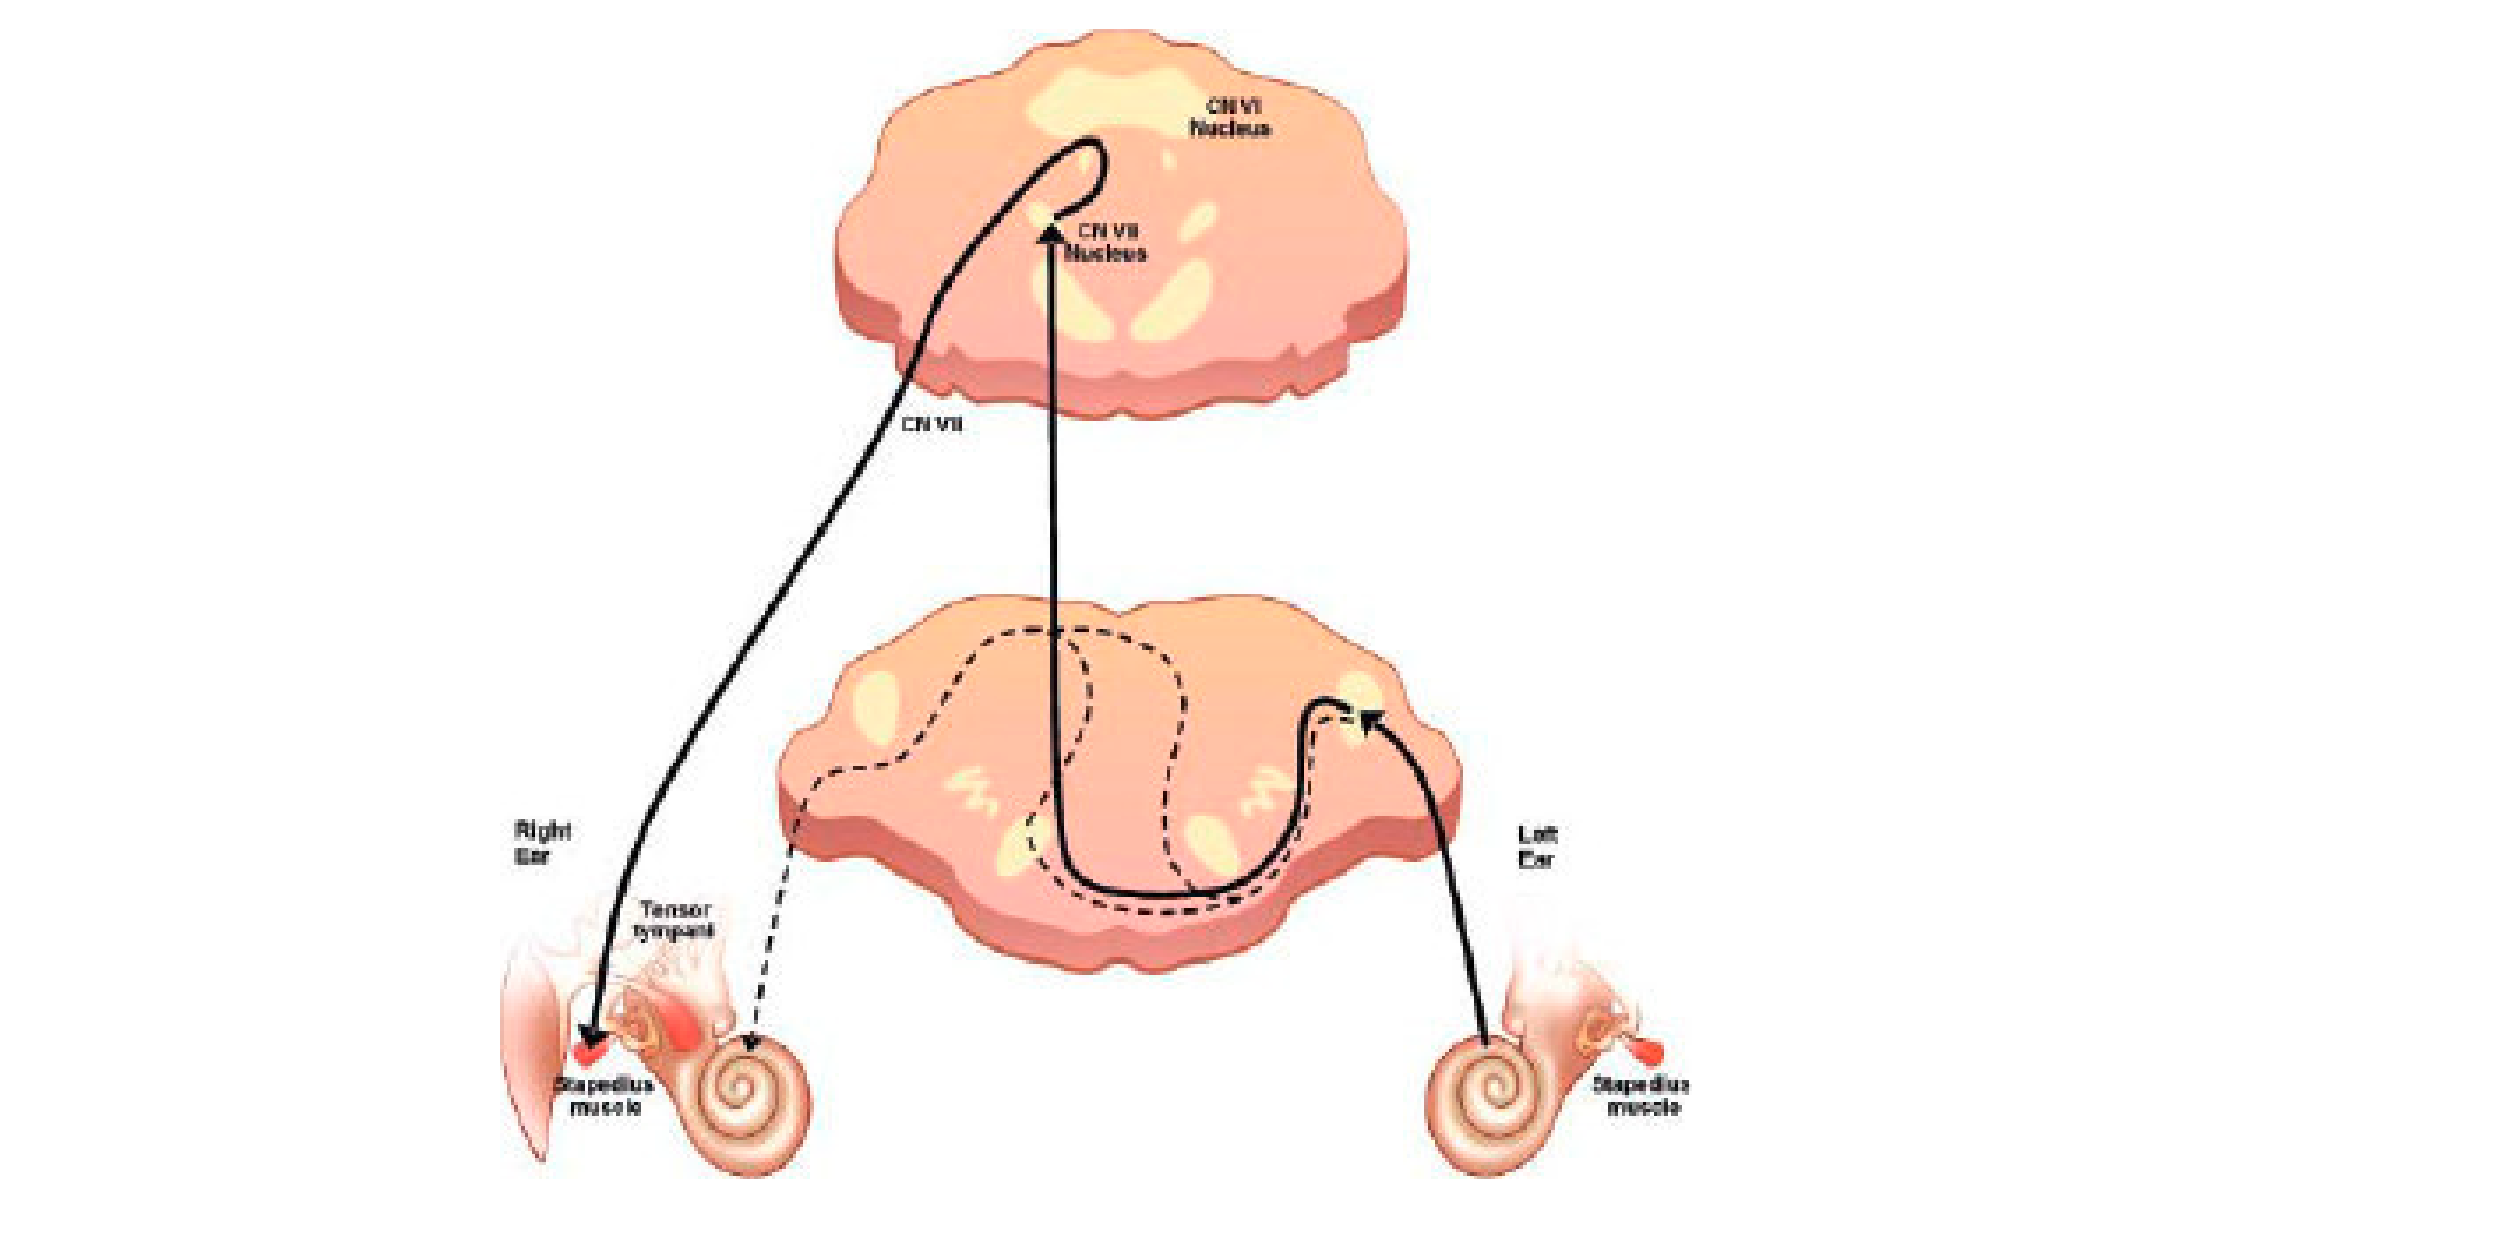 CN VI
Nucleus
CN VII
Nucleus
CN VII
Right
Ear
Left
Ear
Tensor
tympani
Stapedius
muscle
Stapedius
muscle